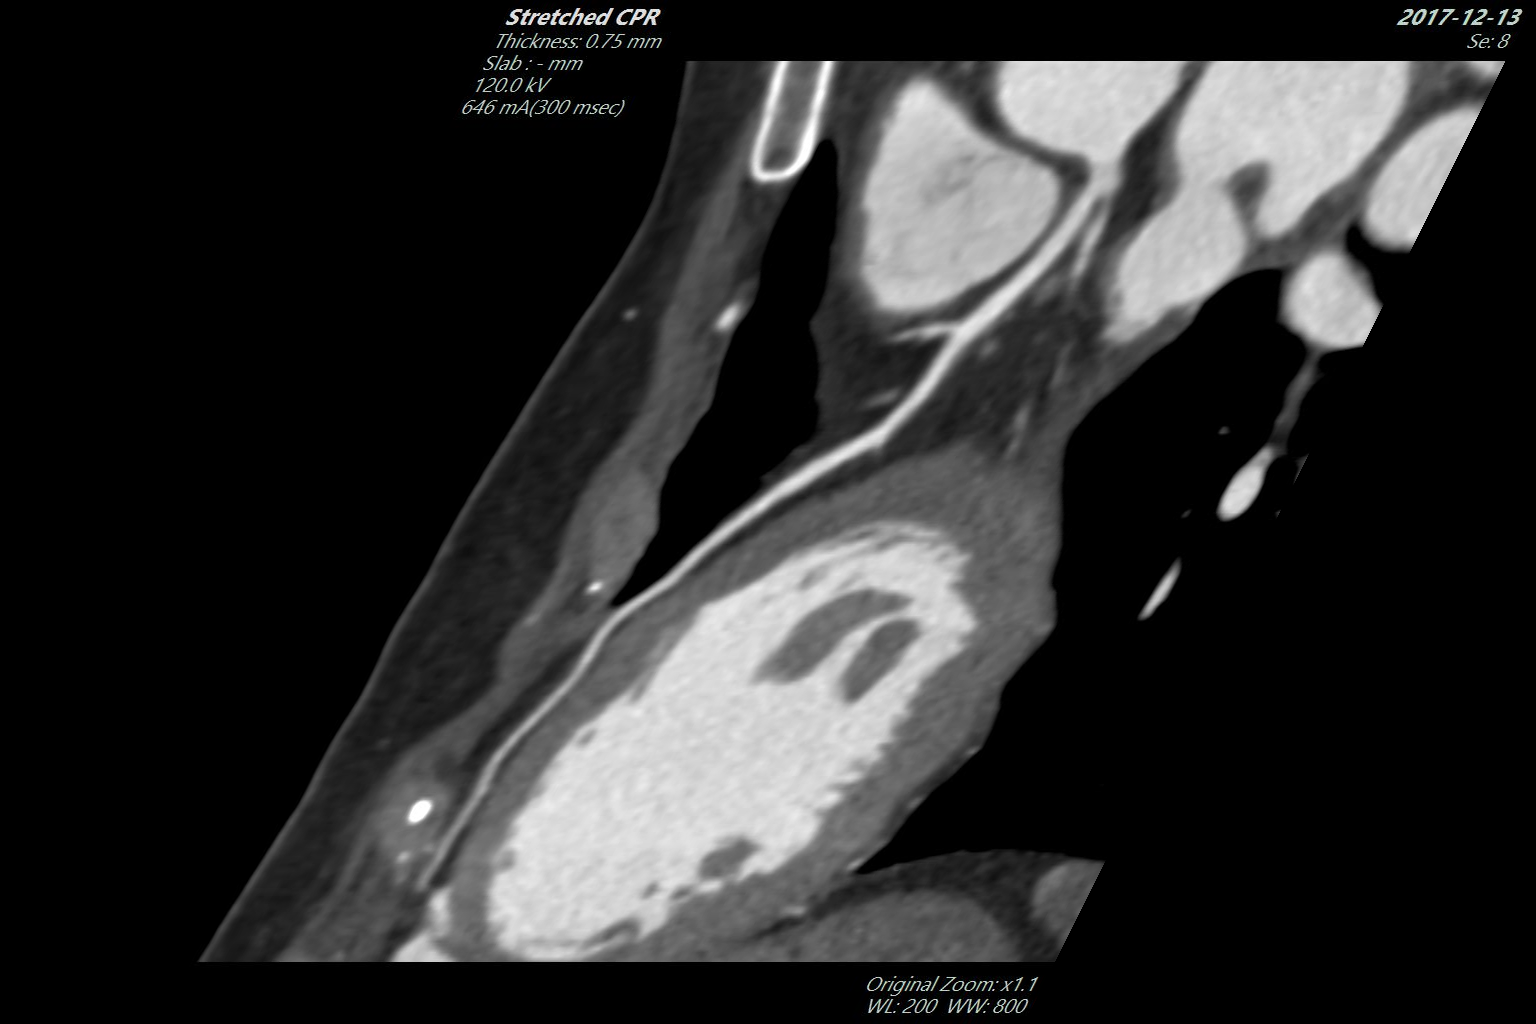 Stretched CPR
Thickness: 0.75 mm
Slab : - mm
120.0 kV
646 mA(300 msec)
2017-12-13
Se: 8
Original Zoom: x1.1
WL: 200 WW: 800